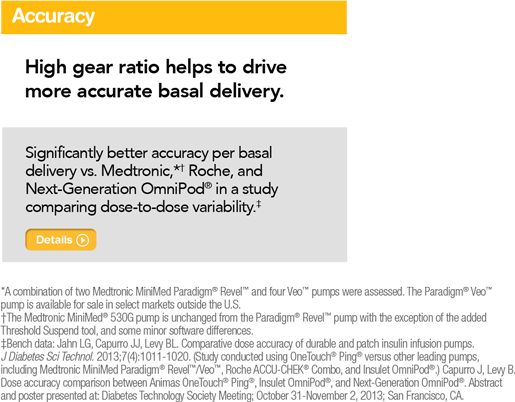 Accuracy
High gear ratio helps to drive
more accurate basal delivery.
Significantly better accuracy per basal
delivery vs. Medtronic,*† Roche, and
Next-Generation OmniPod® in a study
comparing dose-to-dose variability.‡
Details
*A combination of two Medtronic MiniMed Paradigm® Revel™ and four Veo™ pumps were assessed. The Paradigm® Veo™
pump is available for sale in select markets outside the U.S.
†The Medtronic MiniMed® 530G pump is unchanged from the Paradigm® Revel™ pump with the exception of the added
Threshold Suspend tool, and some minor software differences.
‡Bench data: Jahn LG, Capurro JJ, Levy BL. Comparative dose accuracy of durable and patch insulin infusion pumps.
J Diabetes Sci Technol. 2013;7(4):1011-1020. (Study conducted using OneTouch® Ping® versus other leading pumps,
including Medtronic MiniMed Paradigm® Revel™/Veo™, Roche ACCU-CHEK® Combo, and Insulet OmniPod®.) Capurro J, Levy B.
Dose accuracy comparison between Animas OneTouch® Ping®, Insulet OmniPod®, and Next-Generation OmniPod®. Abstract
and poster presented at: Diabetes Technology Society Meeting; October 31-November 2, 2013; San Francisco, CA.